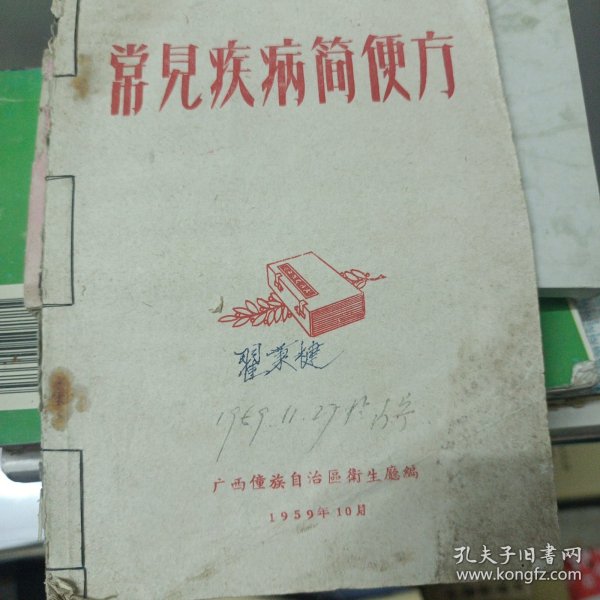 常見疾病简便方
翟荣健
1959.11.27於南宁
广西僮族自治區衛生廳編
1959年10月
孔夫子旧书网
www.kongfz.com